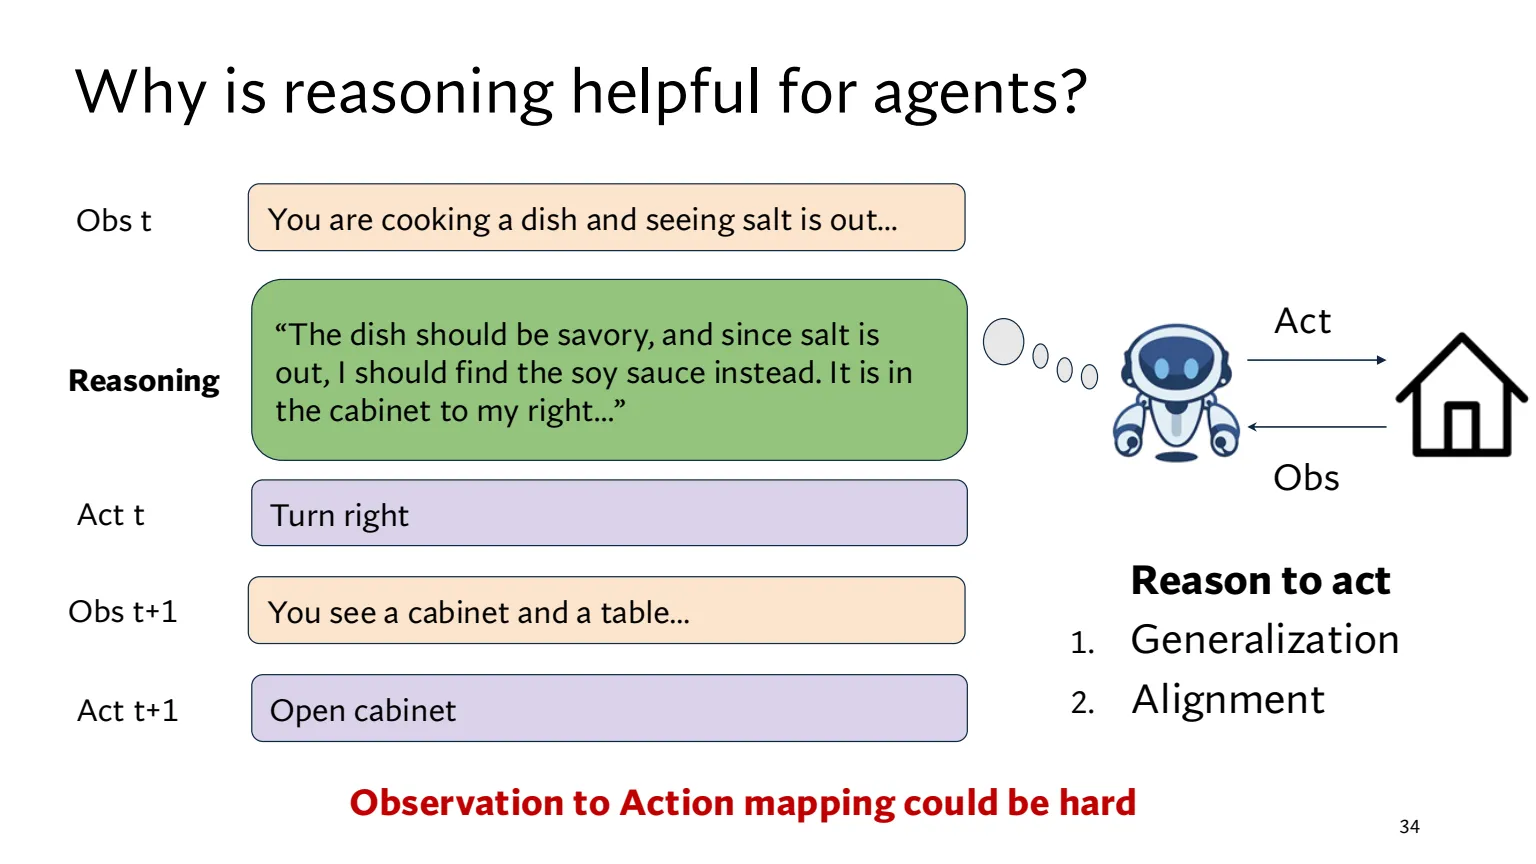 Why is reasoning helpful for agents?
Obs t
You are cooking a dish and seeing salt is out...
Reasoning
“The dish should be savory, and since salt is
out, I should find the soy sauce instead. It is in
the cabinet to my right...”
Act t
Turn right
Obs t+1
You see a cabinet and a table...
Act t+1
Open cabinet
Act
Obs
Reason to act
1. Generalization
2. Alignment
Observation to Action mapping could be hard
34